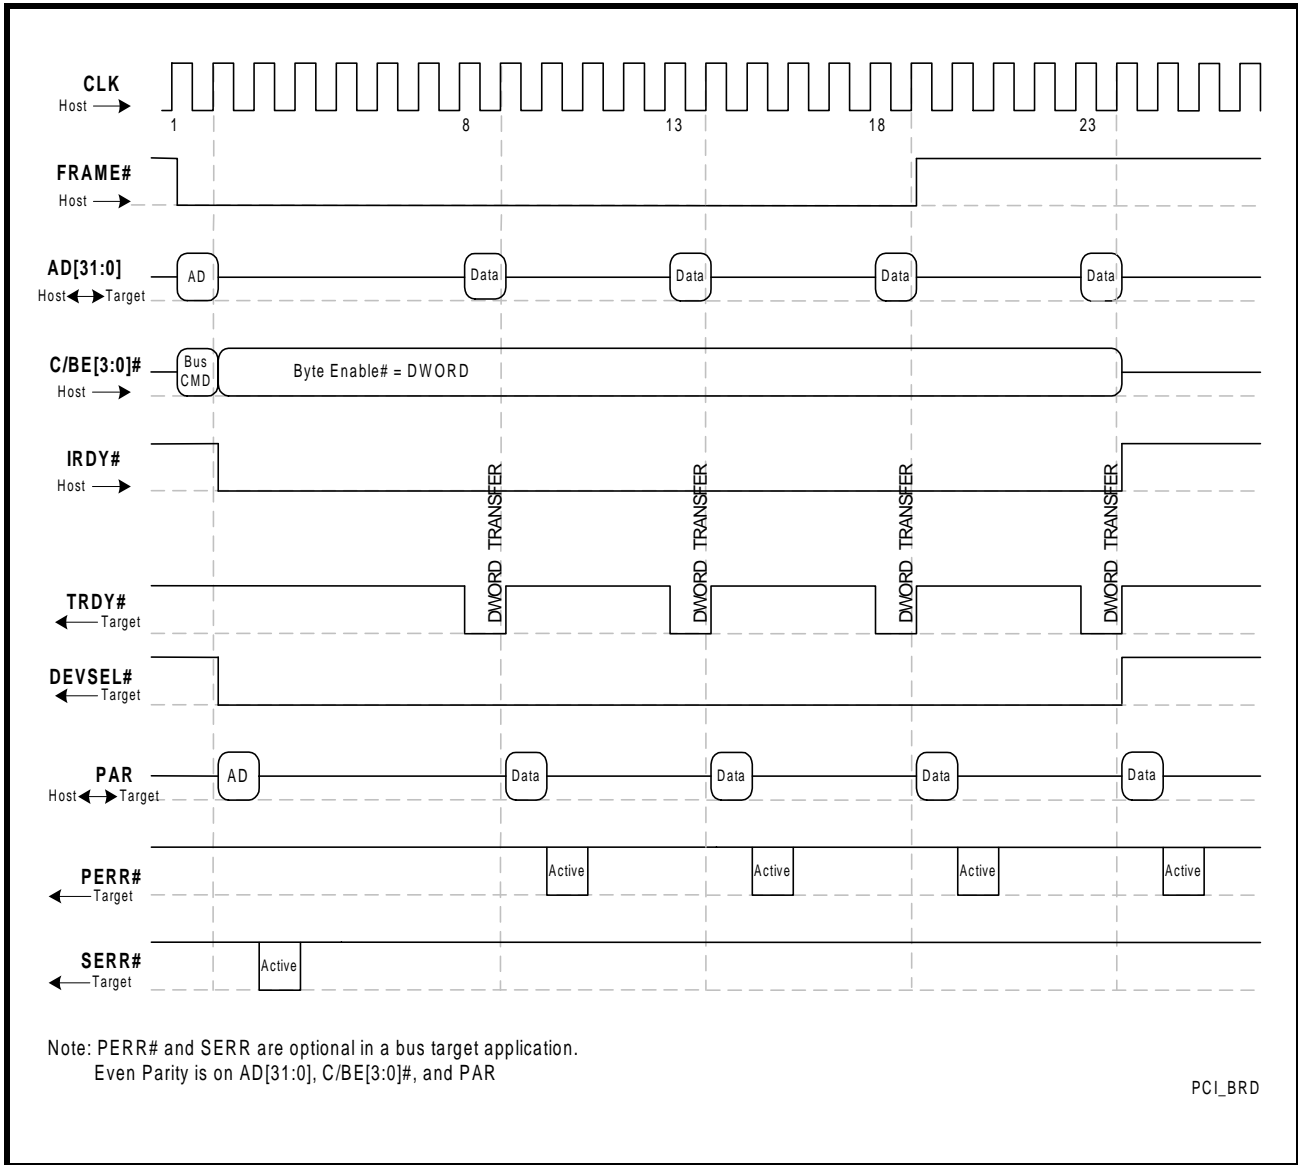 CLK
Host
1 8 13 18 23
FRAME#
Host
AD[31:0]
Host Target
AD Data Data Data Data
C/BE[3:0]#
Host
Bus
CMD
Byte Enable# = DWORD
IRDY#
Host
DWORD TRANSFER
DWORD TRANSFER
DWORD TRANSFER
DWORD TRANSFER
TRDY#
Target
DEVSEL#
Target
PAR
Host Target
AD Data Data Data Data
PERR#
Target
Active Active Active Active
SERR#
Target
Active
Note: PERR# and SERR are optional in a bus target application.
Even Parity is on AD[31:0], C/BE[3:0]#, and PAR
PCI_BRD